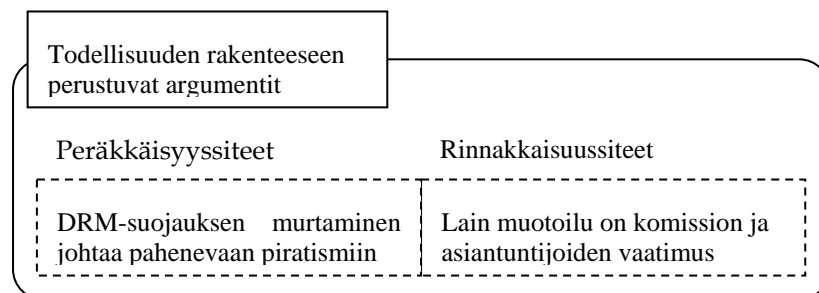 Todellisuuden rakenteeseen
perustuvat argumentit
Peräkkäisyyssiteet
Rinnakkaisuussiteet
DRM-suojauksen murtaminen
johtaa pahenevaan piratismiin
Lain muotoilu on komission ja
asiantuntijoiden vaatimus